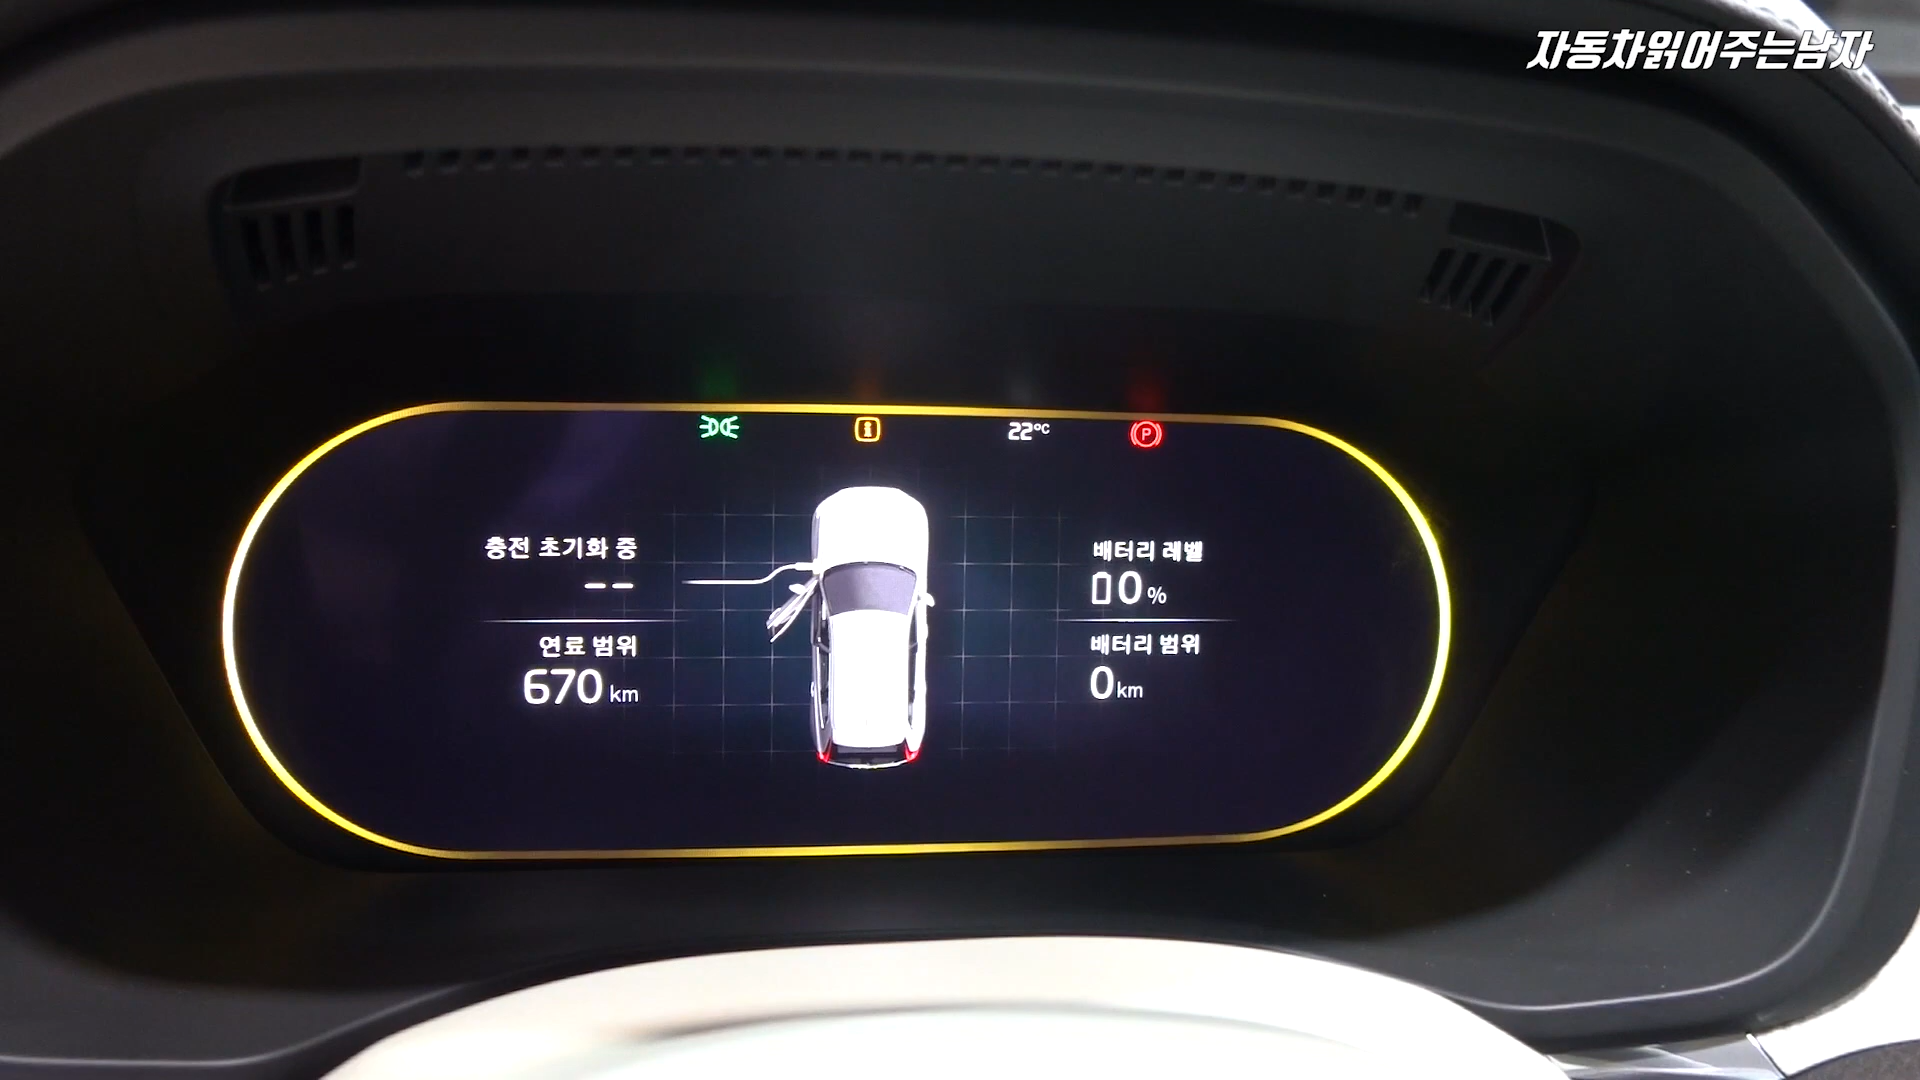 자동차읽어주는남자
22°C
P
충전 초기화 중
--
연료 범위
670 km
배터리 레벨
0 %
배터리 범위
0 km